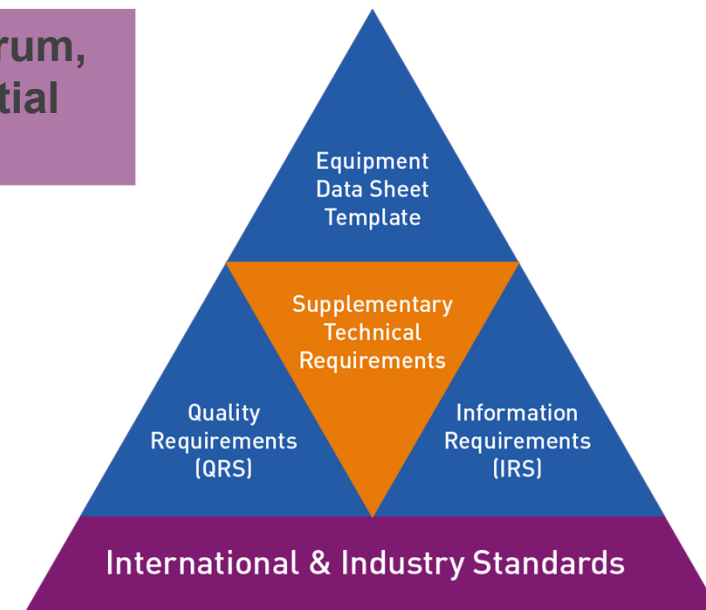 rum,
tial
Equipment
Data Sheet
Template
Supplementary
Technical
Requirements
Quality
Requirements
(QRS)
Information
Requirements
(IRS)
International & Industry Standards